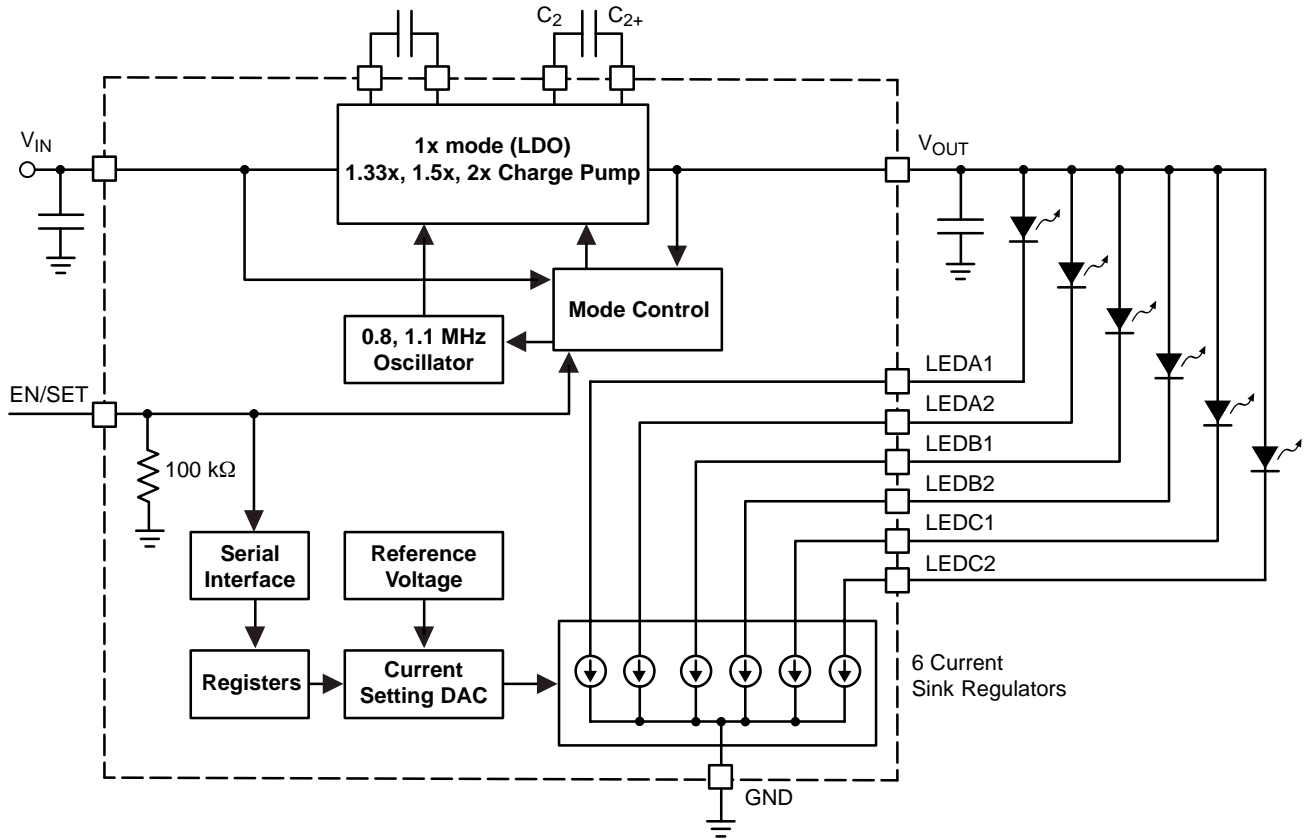 C2 C2+
1x mode (LDO)
1.33x, 1.5x, 2x Charge Pump
VIN
VOUT
Mode Control
0.8, 1.1 MHz
Oscillator
LEDA1
EN/SET
LEDA2
LEDB1
100 kΩ
LEDB2
LEDC1
LEDC2
Serial
Interface
Reference
Voltage
Registers
Current
Setting DAC
6 Current
Sink Regulators
GND